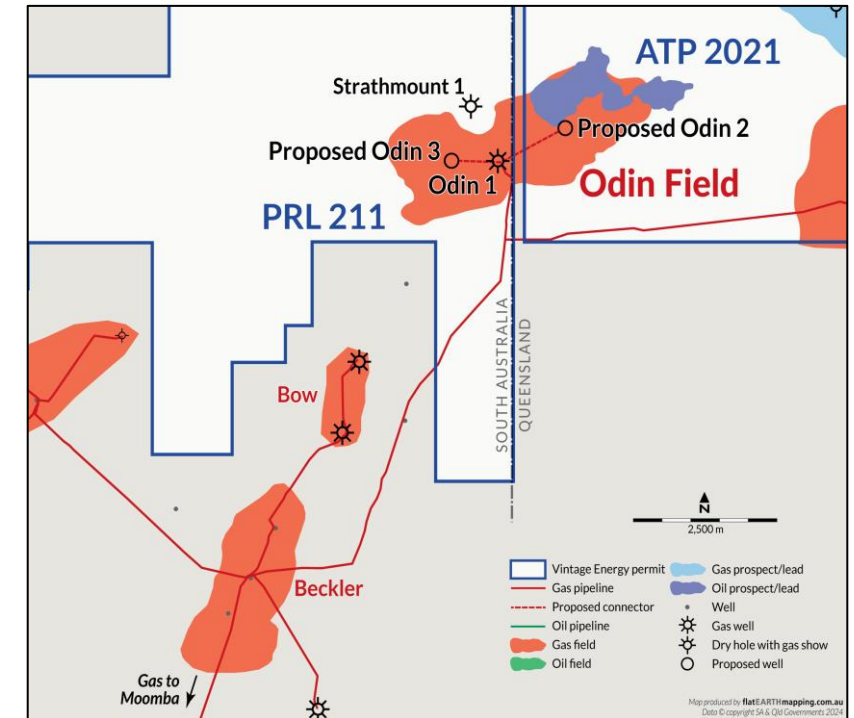 ATP 2021
Strathmount 1
Proposed Odin 2
Proposed Odin 3
Odin 1
Odin Field
PRL 211
SOUTH AUSTRALIA
QUEENSLAND
Bow
N
2,500 m
Beckler
Vintage Energy permit
Gas pipeline
Proposed connector
Oil pipeline
Gas field
Oil field
Gas prospect/lead
Oil prospect/lead
Well
Gas well
Dry hole with gas show
Proposed well
Gas to
Moomba
Map produced by flatEARTHmapping.com.au
Data © copyright SA & Qld Governments 2024